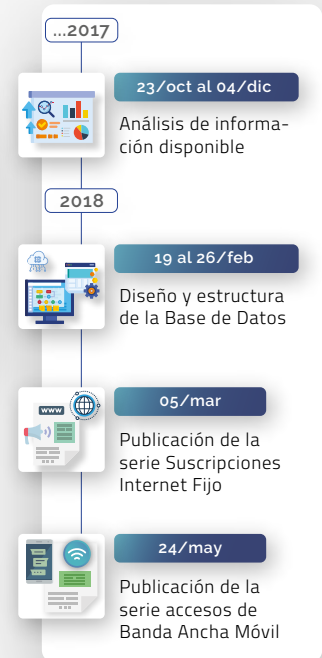 ...2017
23/oct al 04/dic
Análisis de informa-
ción disponible
2018
19 al 26/feb
Diseño y estructura
de la Base de Datos
www
05/mar
Publicación de la
serie Suscripciones
Internet Fijo
24/may
Publicación de la
serie accesos de
Banda Ancha Móvil